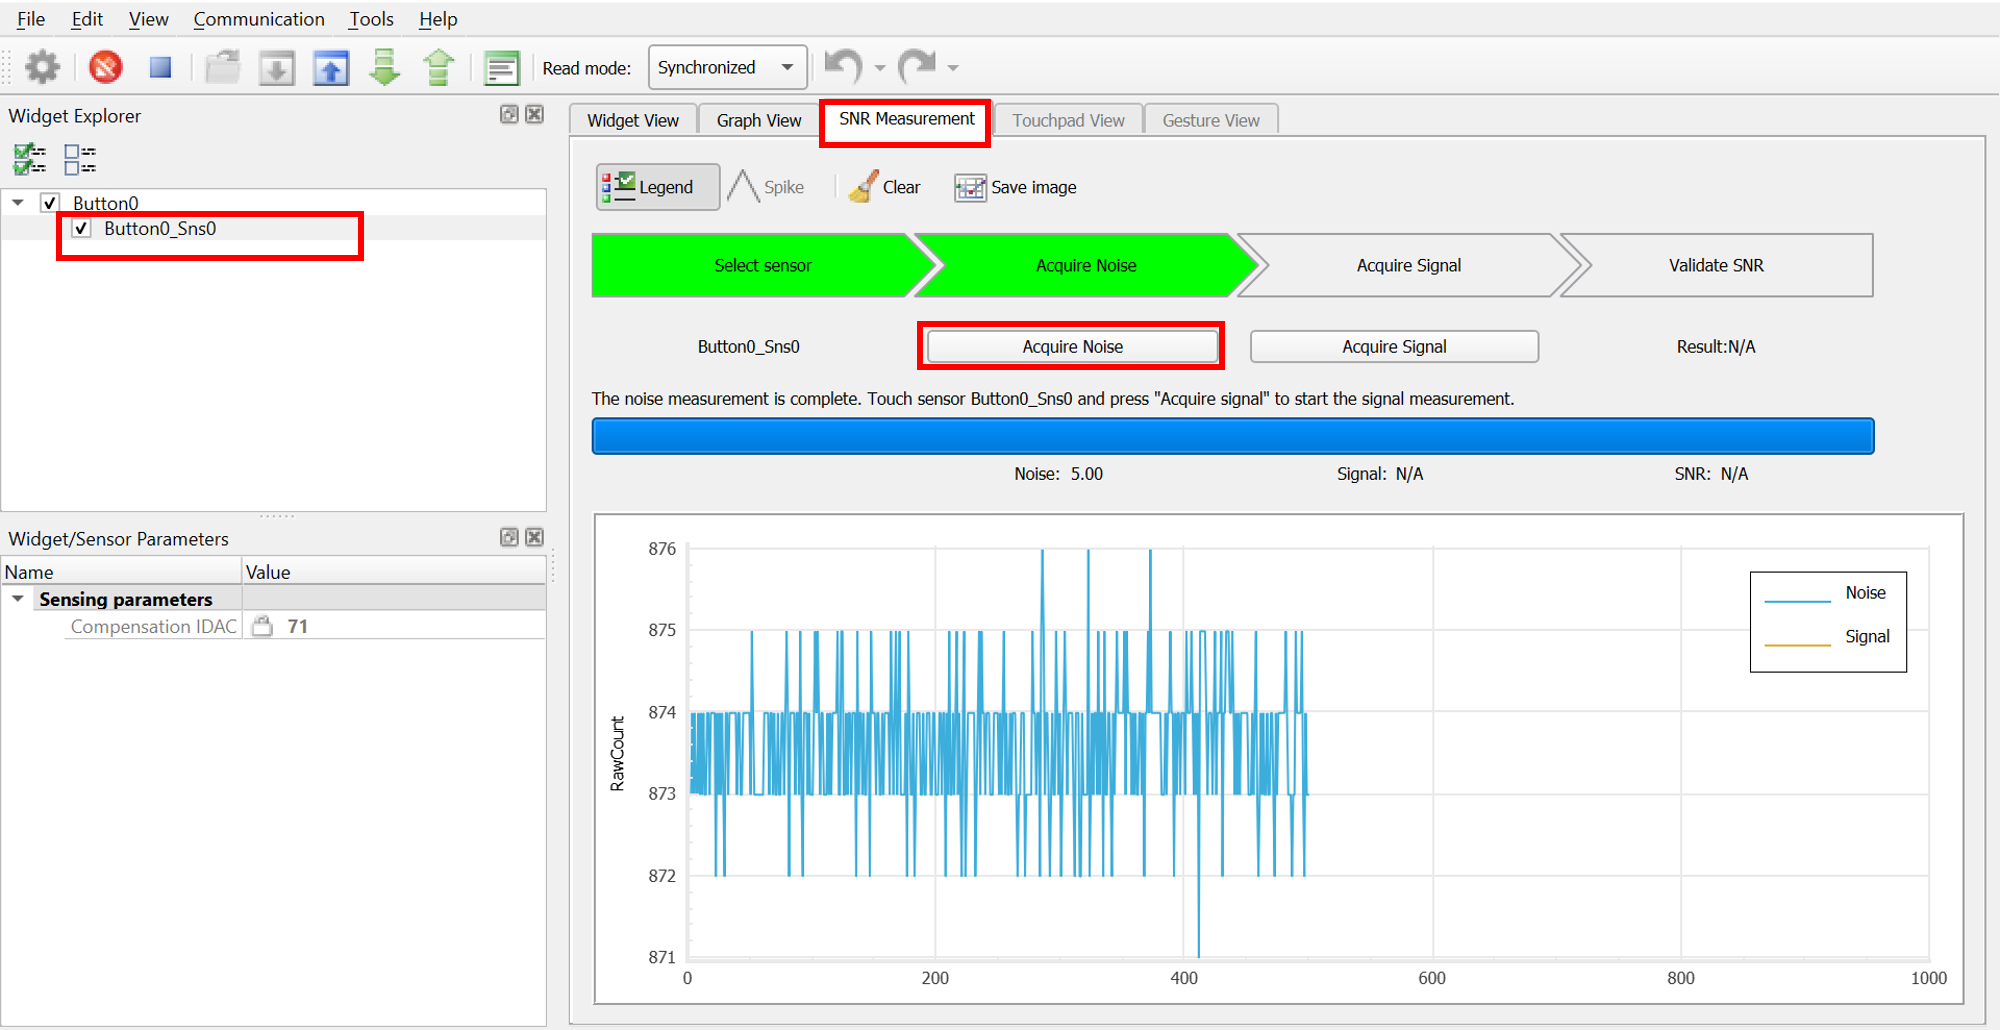 File Edit View Communication Tools Help
Read mode: Synchronized
Widget Explorer
Button0
Button0_Sns0
Widget/Sensor Parameters
Name Value
Sensing parameters
Compensation IDAC 71
Widget View Graph View SNR Measurement Touchpad View Gesture View
Legend Spike Clear Save image
Select sensor Acquire Noise Acquire Signal Validate SNR
Button0_Sns0 Acquire Noise Acquire Signal Result:N/A
The noise measurement is complete. Touch sensor Button0_Sns0 and press "Acquire signal" to start the signal measurement.
Noise: 5.00 Signal: N/A SNR: N/A
876
875
874
873
872
871
RawCount
0 200 400 600 800 1000
Noise
Signal